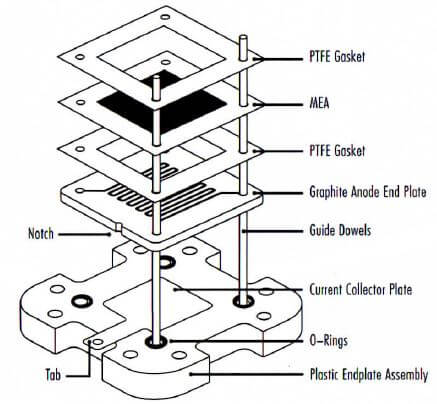 PTFE Gasket
MEA
PTFE Gasket
Graphite Anode End Plate
Notch
Guide Dowels
Current Collector Plate
O-Rings
Tab
Plastic Endplate Assembly